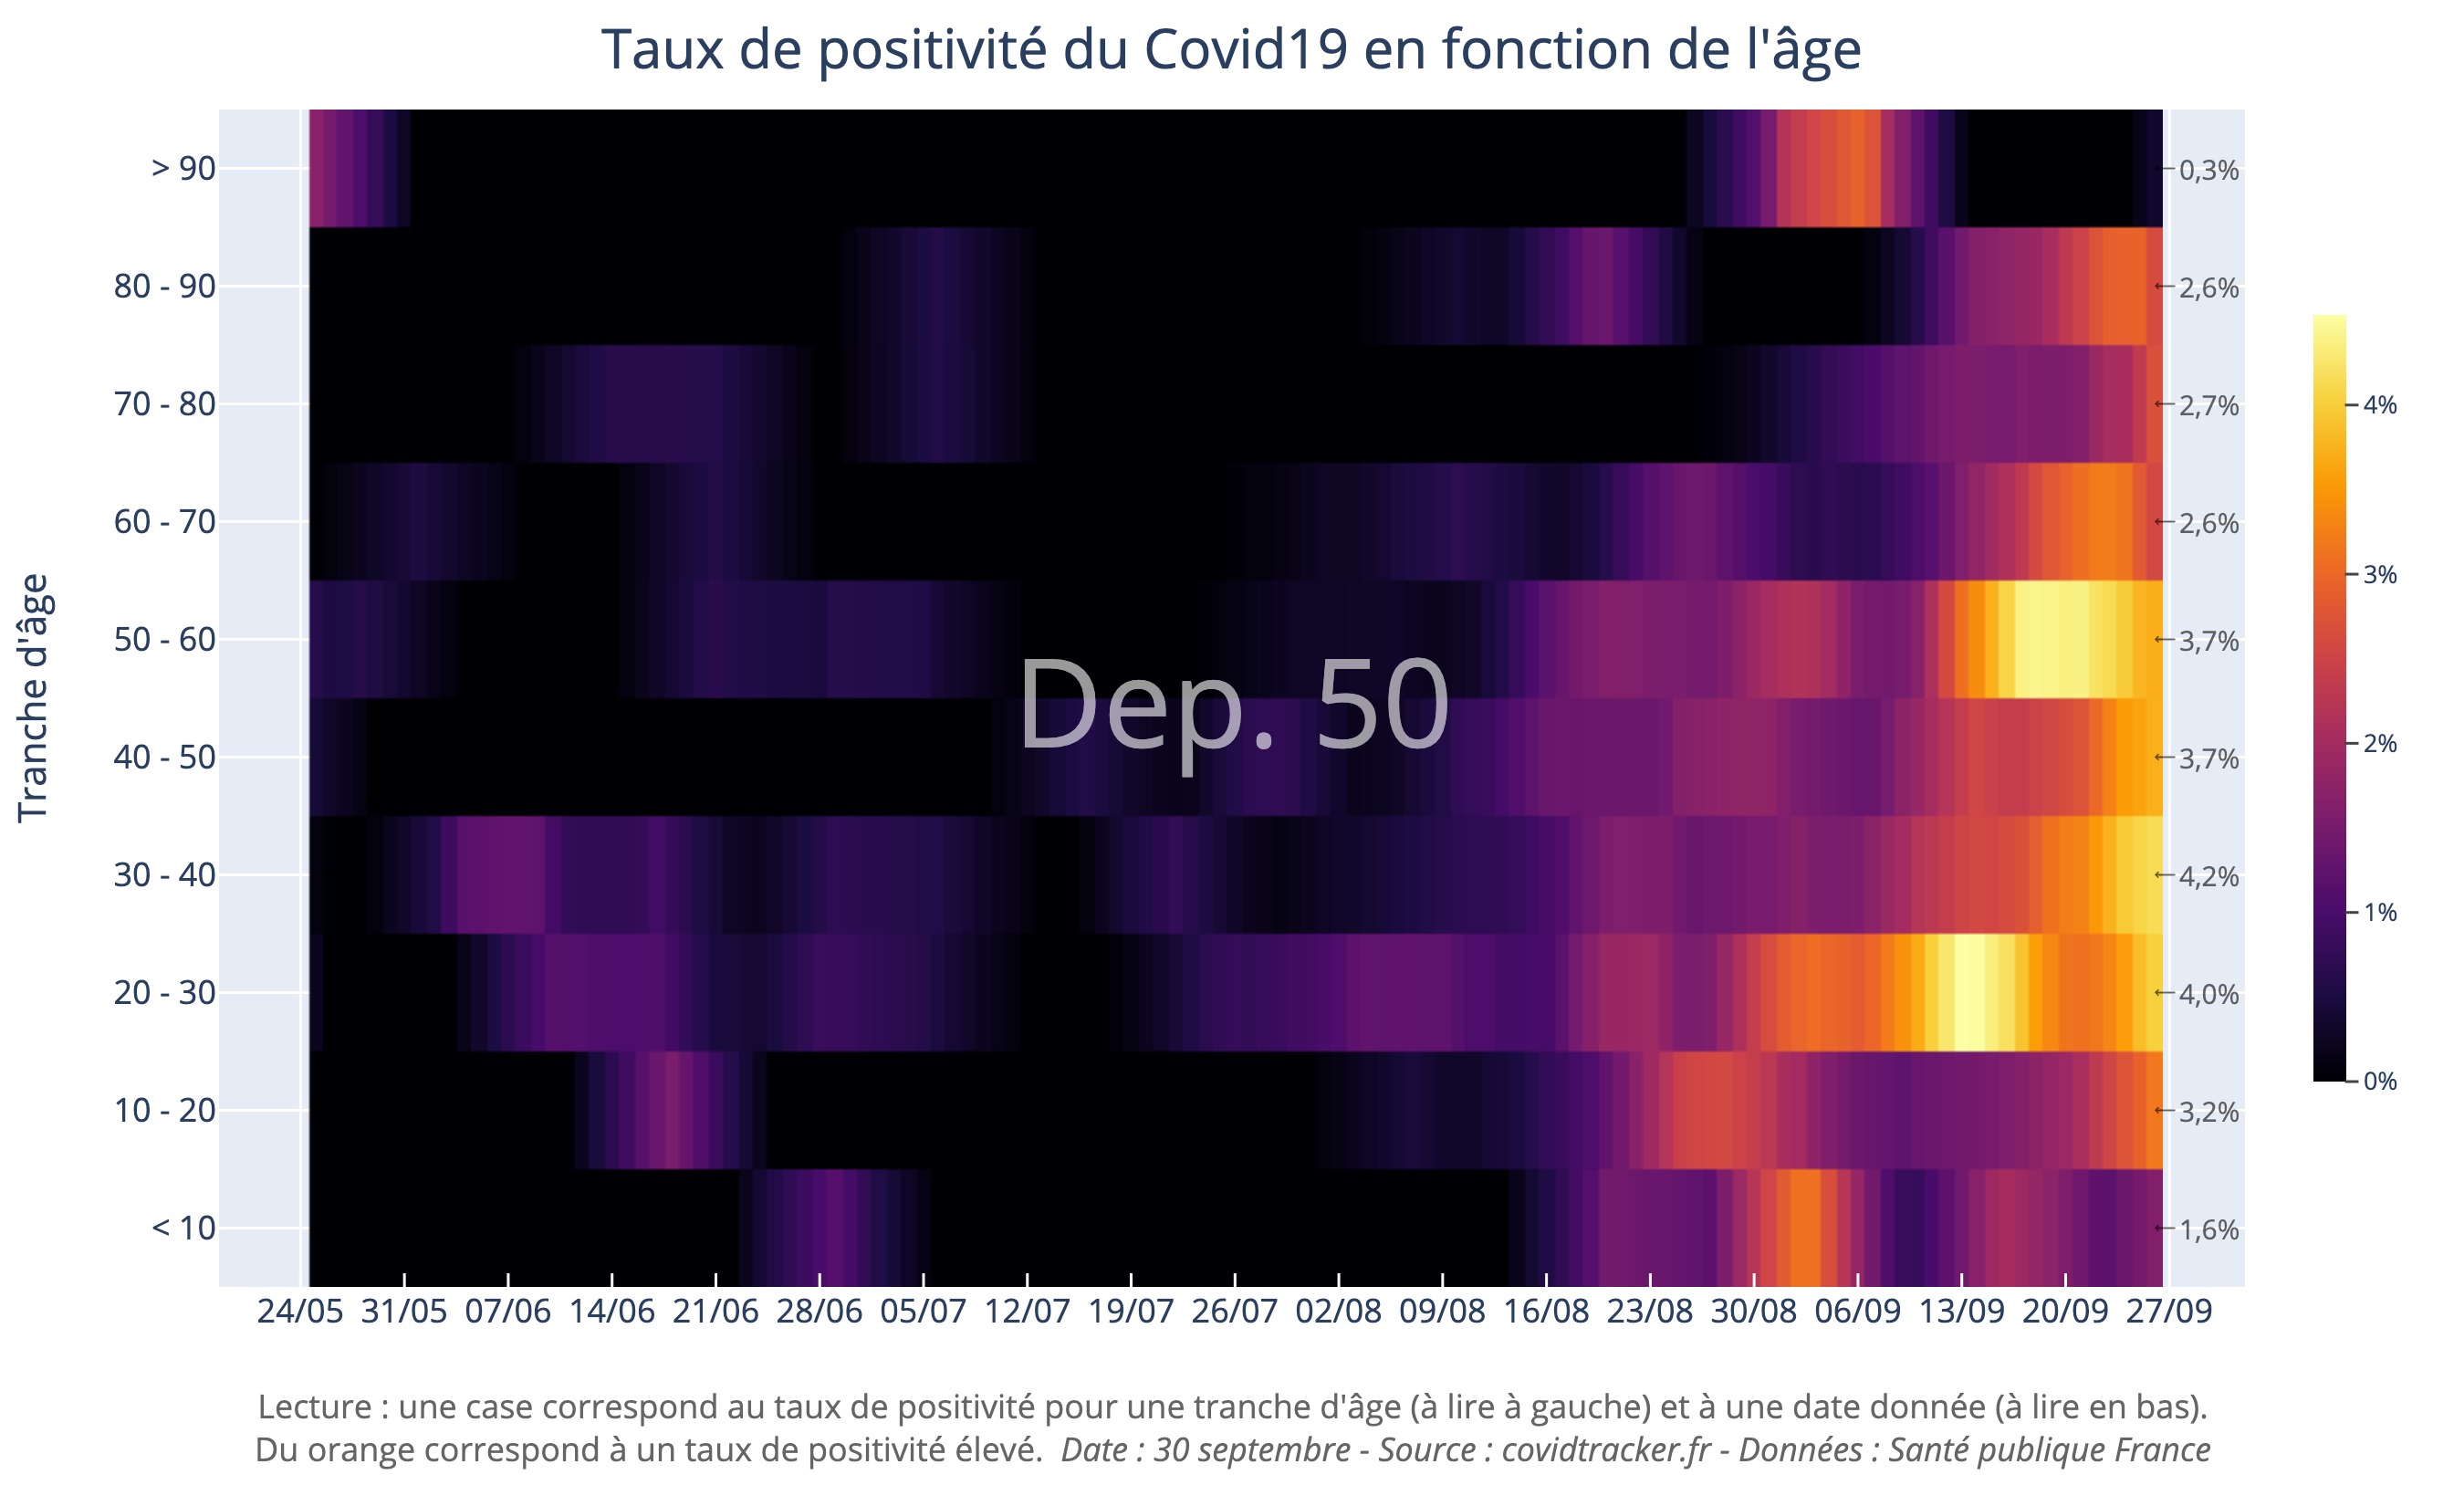 Taux de positivité du Covid19 en fonction de l'âge
Tranche d'âge
> 90
80 - 90
70 - 80
60 - 70
50 - 60
40 - 50
30 - 40
20 - 30
10 - 20
< 10
Dep. 50
0,3%
2,6%
2,7%
2,6%
3,7%
3,7%
4,2%
4,0%
3,2%
1,6%
4%
3%
2%
1%
0%
24/05 31/05 07/06 14/06 21/06 28/06 05/07 12/07 19/07 26/07 02/08 09/08 16/08 23/08 30/08 06/09 13/09 20/09 27/09
Lecture : une case correspond au taux de positivité pour une tranche d'âge (à lire à gauche) et à une date donnée (à lire en bas).
Du orange correspond à un taux de positivité élevé. Date : 30 septembre - Source : covidtracker.fr - Données : Santé publique France